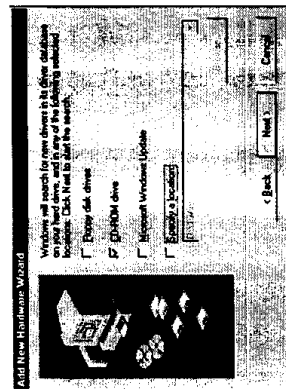 Add New Hardware Wizard
Windows will search for new drivers in its driver database
on your hard drive, and in any of the following selected
locations. Click Next to start the search.
Floppy disk drives
CD-ROM drive
Microsoft Windows Update
Specify a location:
< Back
Next >
Cancel